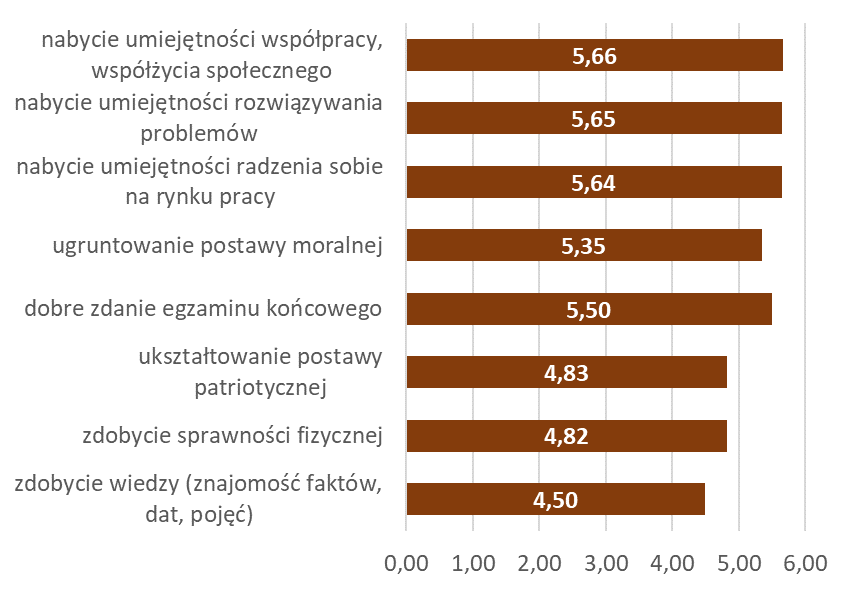 nabycie umiejętności współpracy,
współżycia społecznego
5,66
nabycie umiejętności rozwiązywania
problemów
5,65
nabycie umiejętności radzenia sobie
na rynku pracy
5,64
ugruntowanie postawy moralnej
5,35
dobre zdanie egzaminu końcowego
5,50
ukształtowanie postawy
patriotycznej
4,83
zdobycie sprawności fizycznej
4,82
zdobycie wiedzy (znajomość faktów,
dat, pojęć)
4,50
0,00 1,00 2,00 3,00 4,00 5,00 6,00